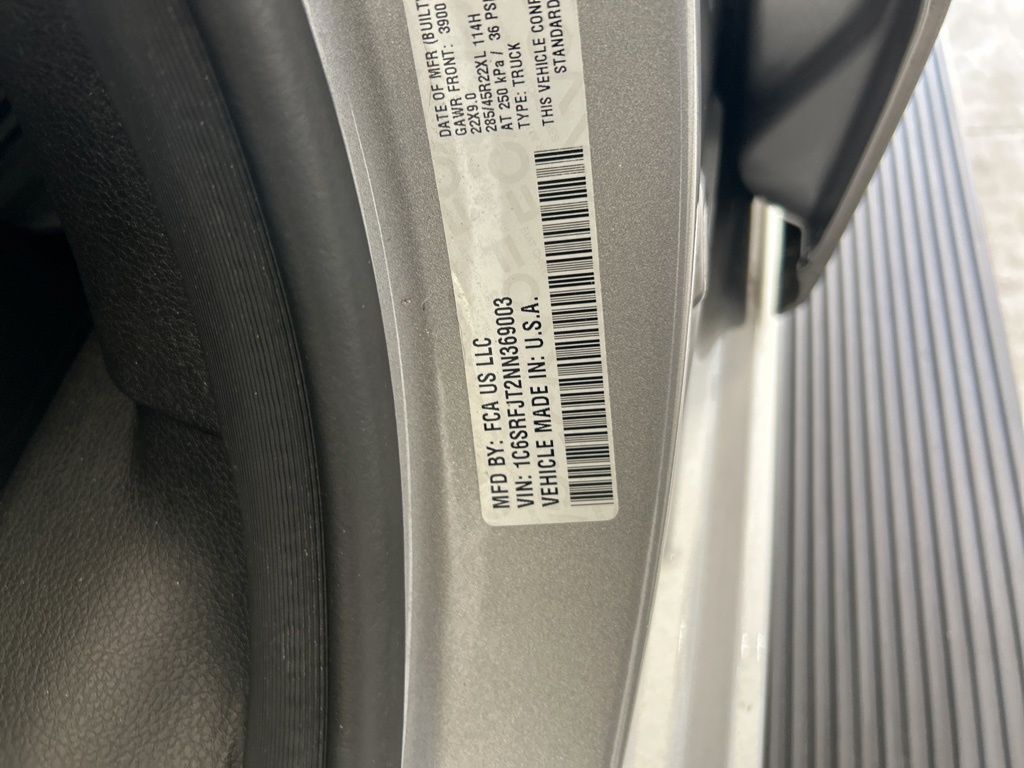 MFD BY: FCA US LLC
VIN: 1C6SRFJT2NN369003
VEHICLE MADE IN: U.S.A.
DATE OF MFR (BUILT
GAWR FRONT: 3900
22X9.0
285/45R22XL 114H
AT 250 kPa / 36 PSI
TYPE: TRUCK
THIS VEHICLE CONF
STANDARD